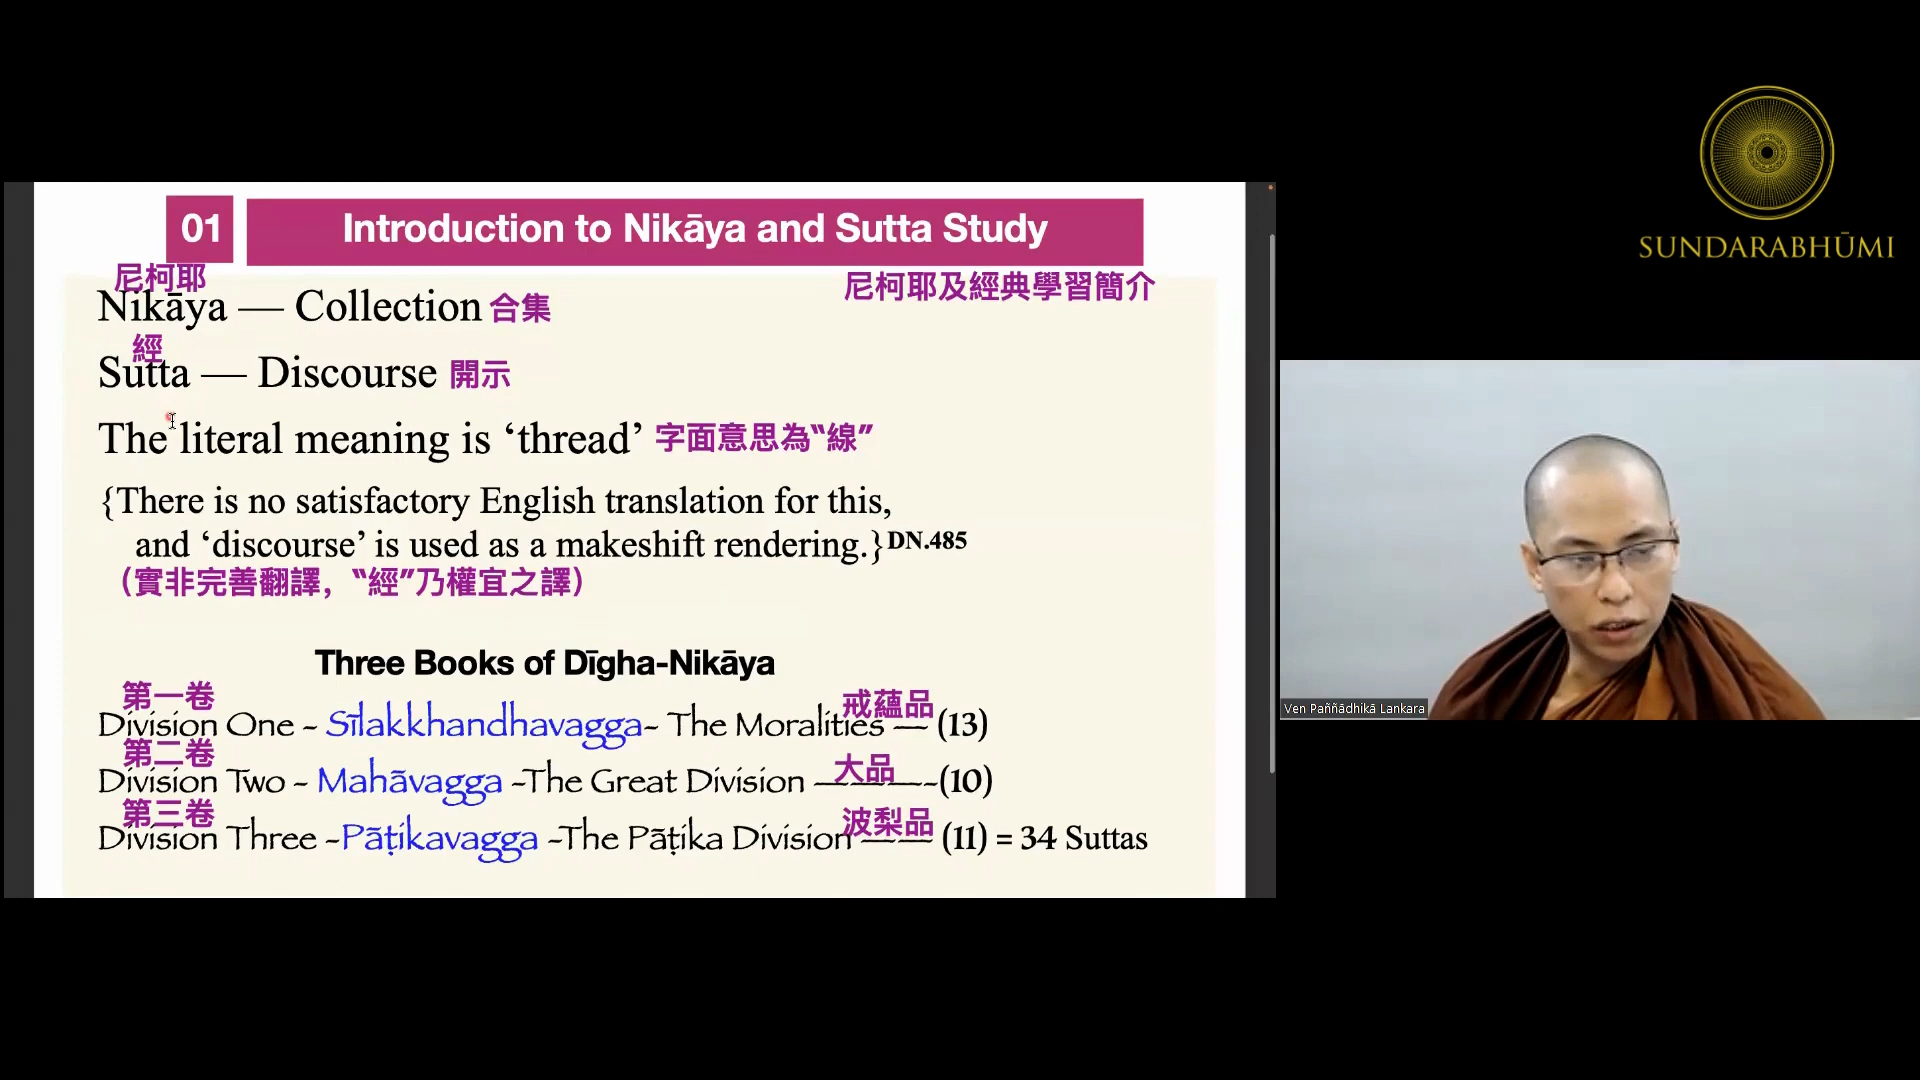 SUNDARABHŪMI
01 Introduction to Nikāya and Sutta Study
尼柯耶及經典學習簡介
尼柯耶
Nikāya — Collection 合集
經
Sutta — Discourse 開示
The literal meaning is ‘thread’ 字面意思為“線”
{There is no satisfactory English translation for this,
and ‘discourse’ is used as a makeshift rendering.}DN.485
（實非完善翻譯，“經”乃權宜之譯）
Three Books of Dīgha-Nikāya
第一卷 戒蘊品
Division One - Sīlakkhandhavagga- The Moralities — (13)
第二卷 大品
Division Two - Mahāvagga -The Great Division ———-(10)
第三卷 波梨品
Division Three -Pāṭikavagga -The Pāṭika Division —— (11) = 34 Suttas
Ven Paññādhikā Lankara